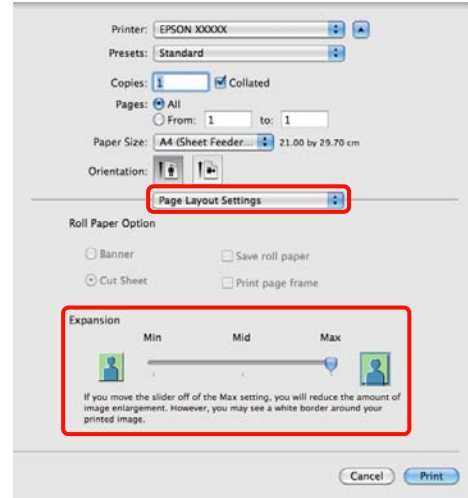 Printer: EPSON XXXXX
Presets: Standard
Copies: 1 Collated
Pages: All
From: 1 to: 1
Paper Size: A4 (Sheet Feeder... 21.00 by 29.70 cm
Orientation:
Page Layout Settings
Roll Paper Option
Banner Save roll paper
Cut Sheet Print page frame
Expansion
Min Mid Max
If you move the slider off of the Max setting, you will reduce the amount of
image enlargement. However, you may see a white border around your
printed image.
Cancel Print